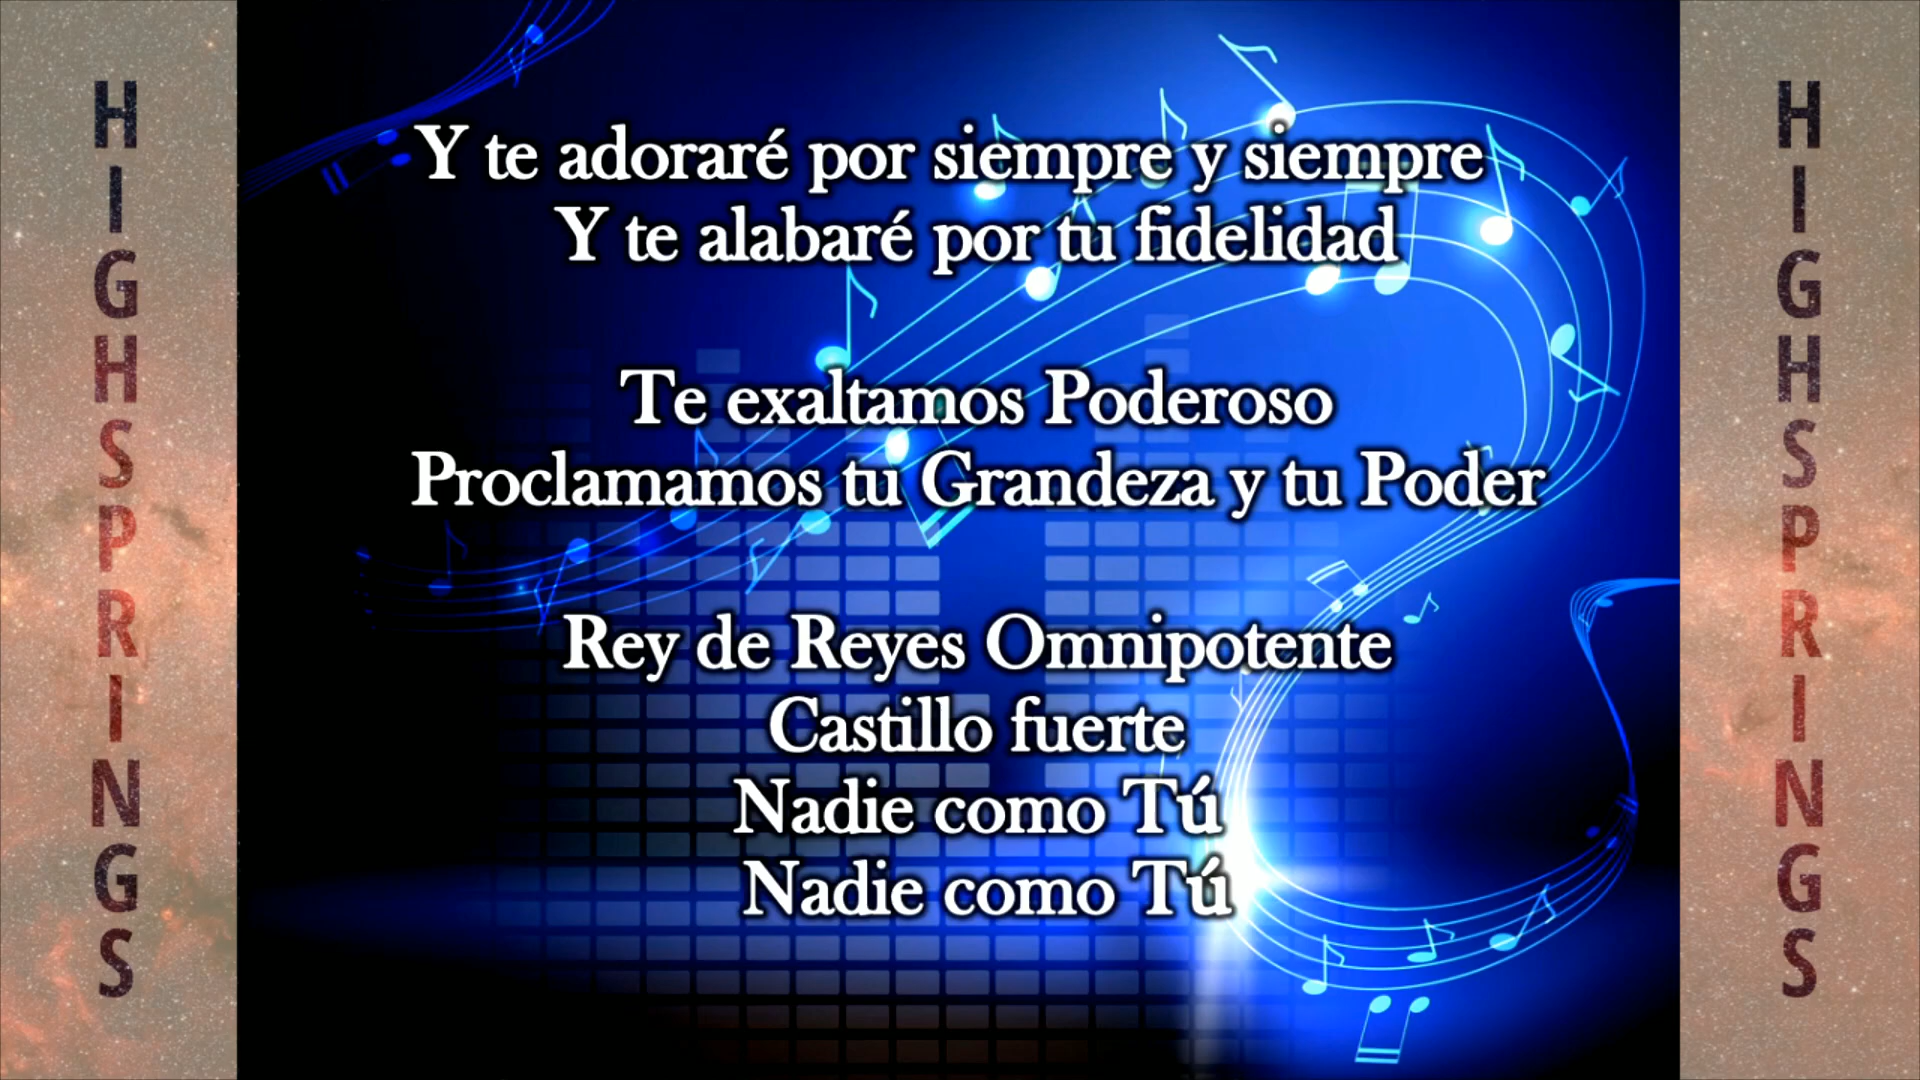 HIGHSPRINGS
Y te adoraré por siempre y siempre
Y te alabaré por tu fidelidad
Te exaltamos Poderoso
Proclamamos tu Grandeza y tu Poder
Rey de Reyes Omnipotente
Castillo fuerte
Nadie como Tú
Nadie como Tú
HIGHSPRINGS